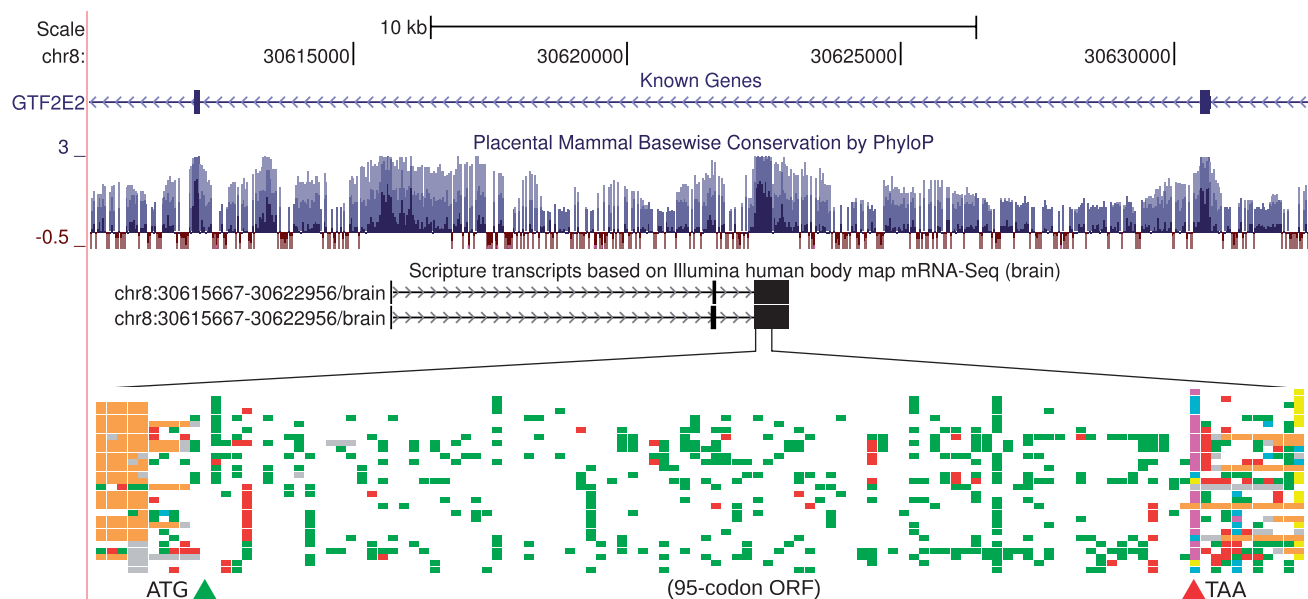 Scale
10 kb
chr8: 30615000 30620000 30625000 30630000
Known Genes
GTF2E2
Placental Mammal Basewise Conservation by PhyloP
3
-0.5
Scripture transcripts based on Illumina human body map mRNA-Seq (brain)
chr8:30615667-30622956/brain
chr8:30615667-30622956/brain
ATG (95-codon ORF) TAA